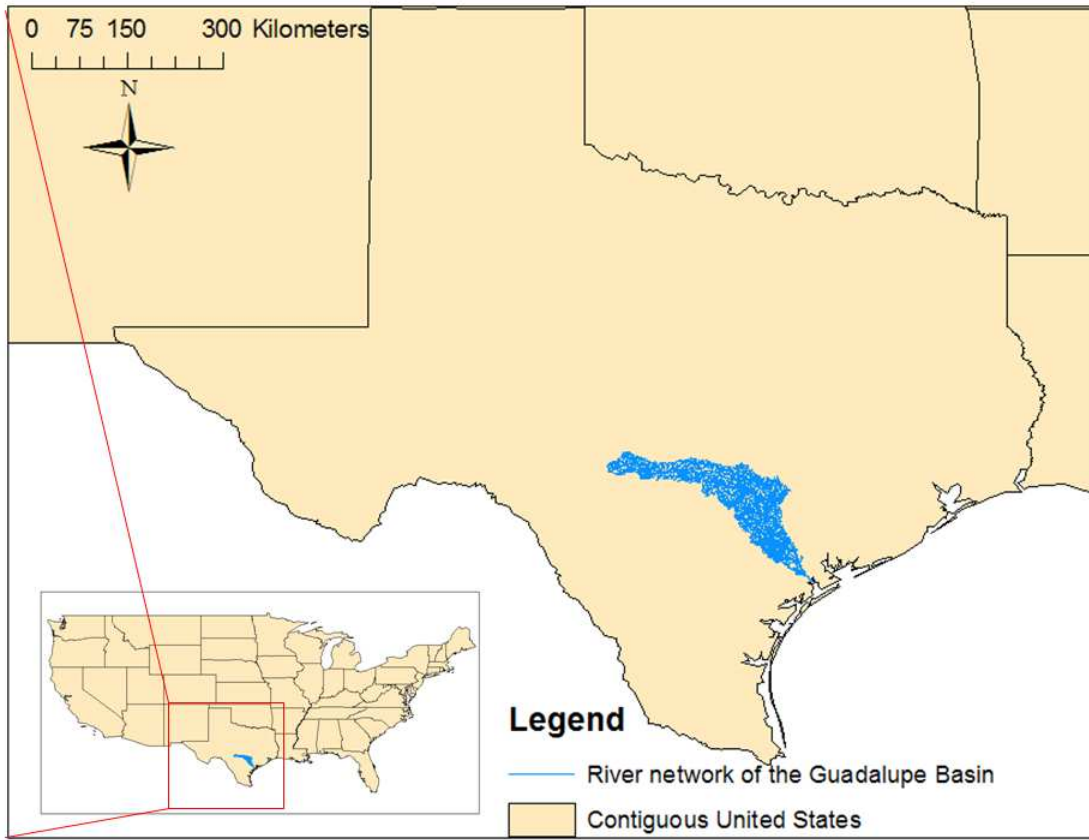 0 75 150 300 Kilometers
N
Legend
River network of the Guadalupe Basin
Contiguous United States